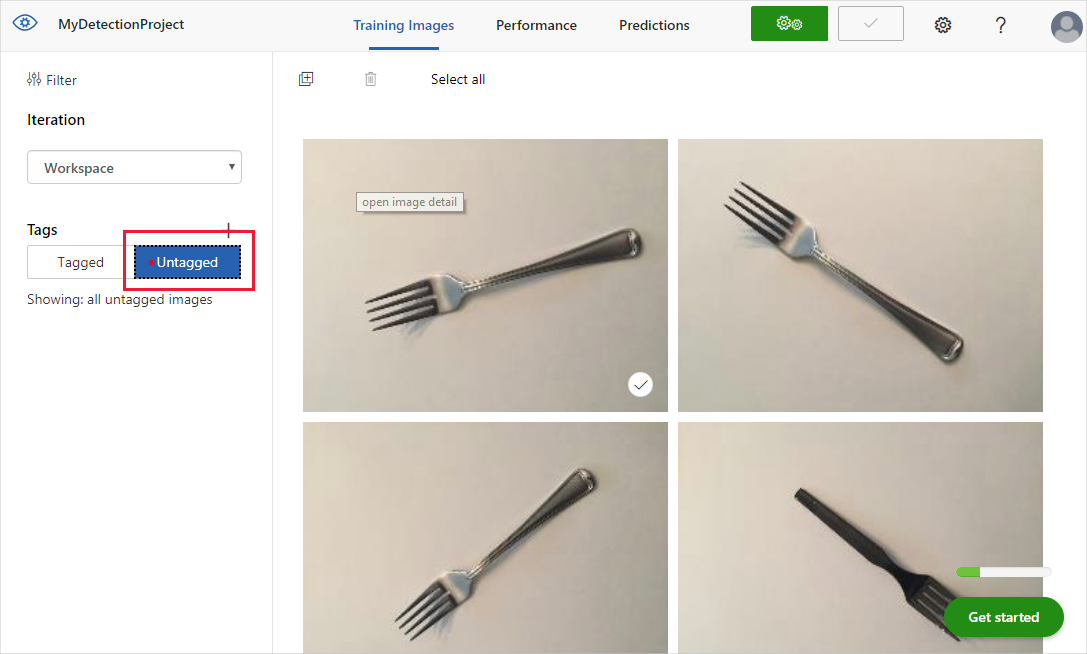 MyDetectionProject
Training Images
Performance
Predictions
?
Filter
Select all
Iteration
Workspace
Tags
Tagged
Untagged
Showing: all untagged images
open image detail
Get started